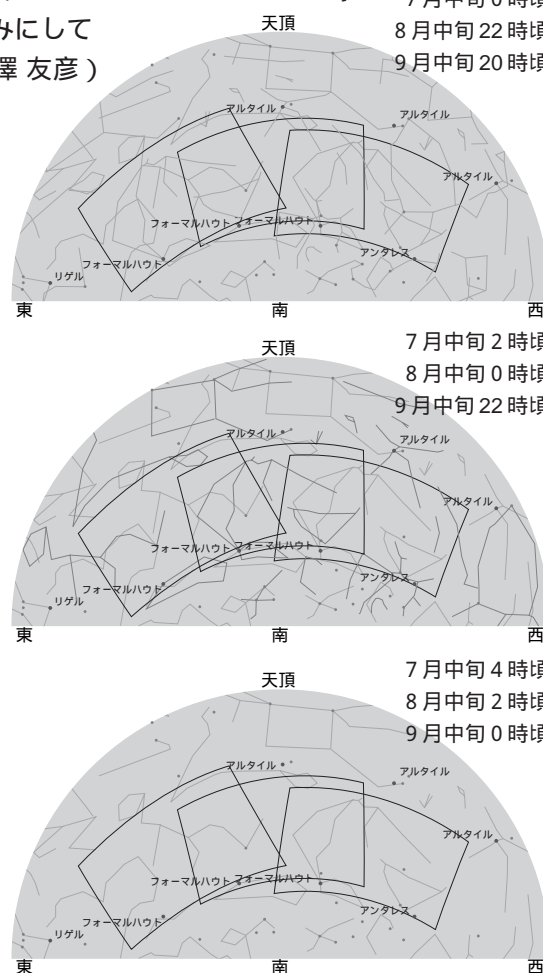 7月中旬0時頃
みにして
天頂
8月中旬22時頃
澤 友彦）
9月中旬20時頃
アルタイル
アルタイル
アルタイル
フォーマルハウト
フォーマルハウト
アンタレス
フォーマルハウト
リゲル
東
南
西
7月中旬2時頃
天頂
8月中旬0時頃
9月中旬22時頃
アルタイル
アルタイル
アルタイル
フォーマルハウト
フォーマルハウト
アンタレス
フォーマルハウト
リゲル
東
南
西
7月中旬4時頃
天頂
8月中旬2時頃
9月中旬0時頃
アルタイル
アルタイル
アルタイル
フォーマルハウト
フォーマルハウト
アンタレス
フォーマルハウト
リゲル
東
南
西